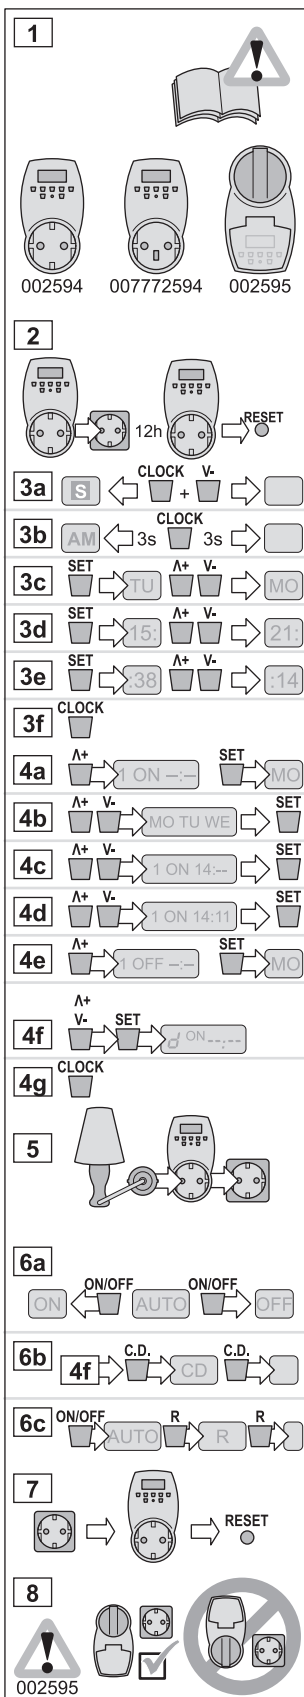 1
002594 007772594 002595
2
12h RESET
3a S CLOCK + V-
3b AM 3s CLOCK 3s
3c SET TU Λ+ V- MO
3d SET 15: Λ+ V- 21:
3e SET :38 Λ+ V- :14
3f CLOCK
4a Λ+ 1 ON –:– SET MO
4b Λ+ V- MO TU WE SET
4c Λ+ V- 1 ON 14:-- SET
4d Λ+ V- 1 ON 14:11 SET
4e Λ+ 1 OFF –:– SET MO
Λ+
4f V- SET d ON --:--
4g CLOCK
5
6a
ON ON/OFF AUTO ON/OFF OFF
6b 4f C.D. CD C.D.
6c ON/OFF AUTO R R R
7
RESET
8
002595